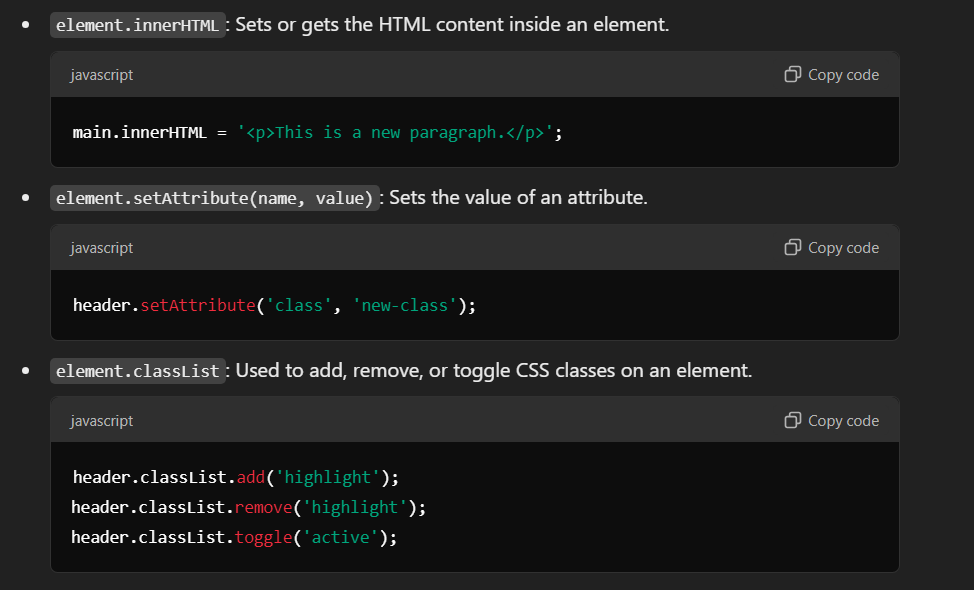 element.innerHTML: Sets or gets the HTML content inside an element.
javascript Copy code
main.innerHTML = '<p>This is a new paragraph.</p>';
element.setAttribute(name, value): Sets the value of an attribute.
javascript Copy code
header.setAttribute('class', 'new-class');
element.classList: Used to add, remove, or toggle CSS classes on an element.
javascript Copy code
header.classList.add('highlight');
header.classList.remove('highlight');
header.classList.toggle('active');